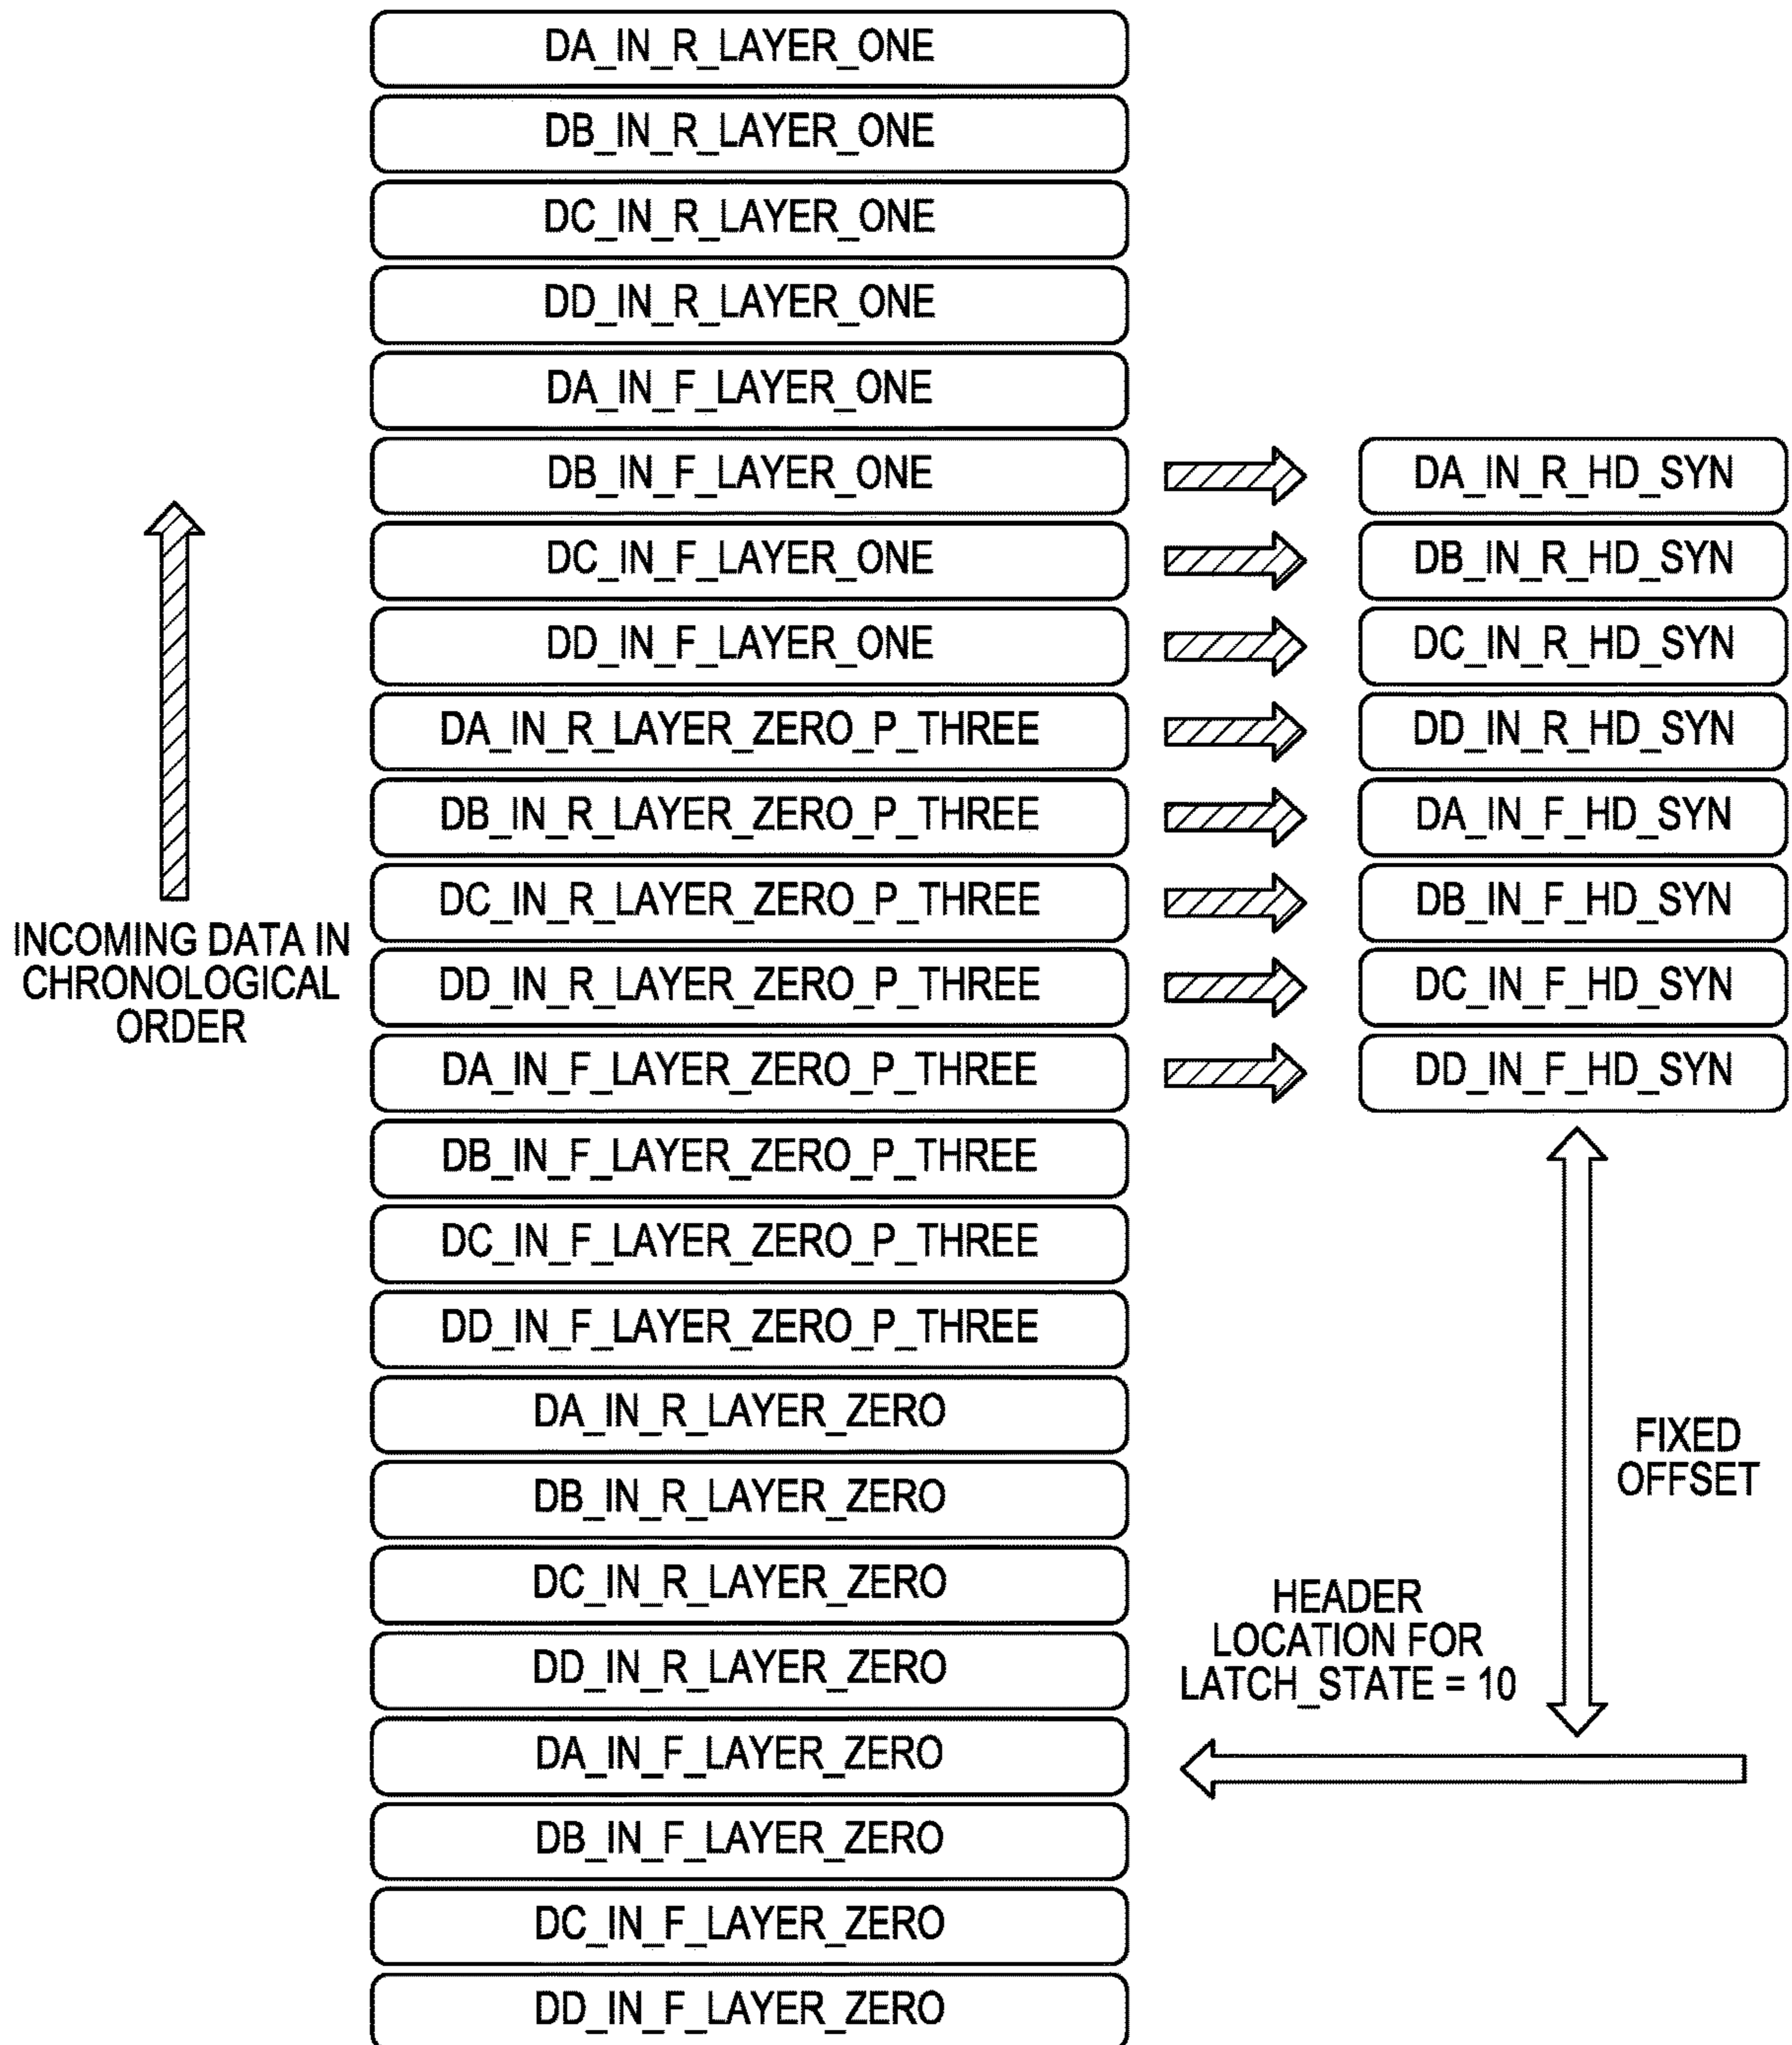 DA_IN_R_LAYER_ONE
DB_IN_R_LAYER_ONE
DC_IN_R_LAYER_ONE
DD_IN_R_LAYER_ONE
DA_IN_F_LAYER_ONE
DB_IN_F_LAYER_ONE
DC_IN_F_LAYER_ONE
DD_IN_F_LAYER_ONE
DA_IN_R_LAYER_ZERO_P_THREE
DB_IN_R_LAYER_ZERO_P_THREE
DC_IN_R_LAYER_ZERO_P_THREE
DD_IN_R_LAYER_ZERO_P_THREE
DA_IN_F_LAYER_ZERO_P_THREE
DB_IN_F_LAYER_ZERO_P_THREE
DC_IN_F_LAYER_ZERO_P_THREE
DD_IN_F_LAYER_ZERO_P_THREE
DA_IN_R_LAYER_ZERO
DB_IN_R_LAYER_ZERO
DC_IN_R_LAYER_ZERO
DD_IN_R_LAYER_ZERO
DA_IN_F_LAYER_ZERO
DB_IN_F_LAYER_ZERO
DC_IN_F_LAYER_ZERO
DD_IN_F_LAYER_ZERO
INCOMING DATA IN
CHRONOLOGICAL
ORDER
DA_IN_R_HD_SYN
DB_IN_R_HD_SYN
DC_IN_R_HD_SYN
DD_IN_R_HD_SYN
DA_IN_F_HD_SYN
DB_IN_F_HD_SYN
DC_IN_F_HD_SYN
DD_IN_F_HD_SYN
FIXED
OFFSET
HEADER
LOCATION FOR
LATCH_STATE = 10